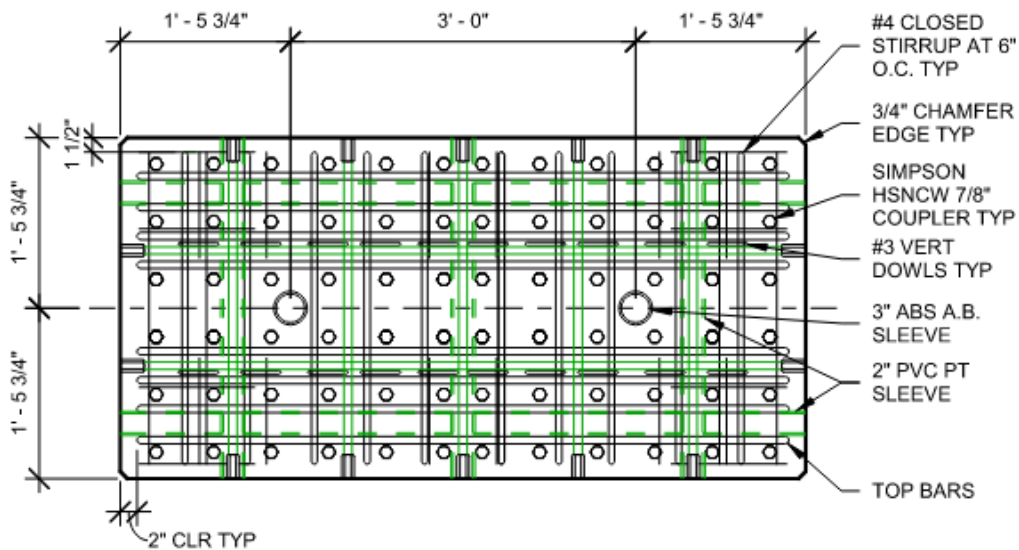 1' - 5 3/4"
3' - 0"
1' - 5 3/4"
#4 CLOSED
STIRRUP AT 6"
O.C. TYP
3/4" CHAMFER
EDGE TYP
SIMPSON
HSNCW 7/8"
COUPLER TYP
#3 VERT
DOWLS TYP
3" ABS A.B.
SLEEVE
2" PVC PT
SLEEVE
TOP BARS
1 1/2"
1' - 5 3/4"
1' - 5 3/4"
2" CLR TYP